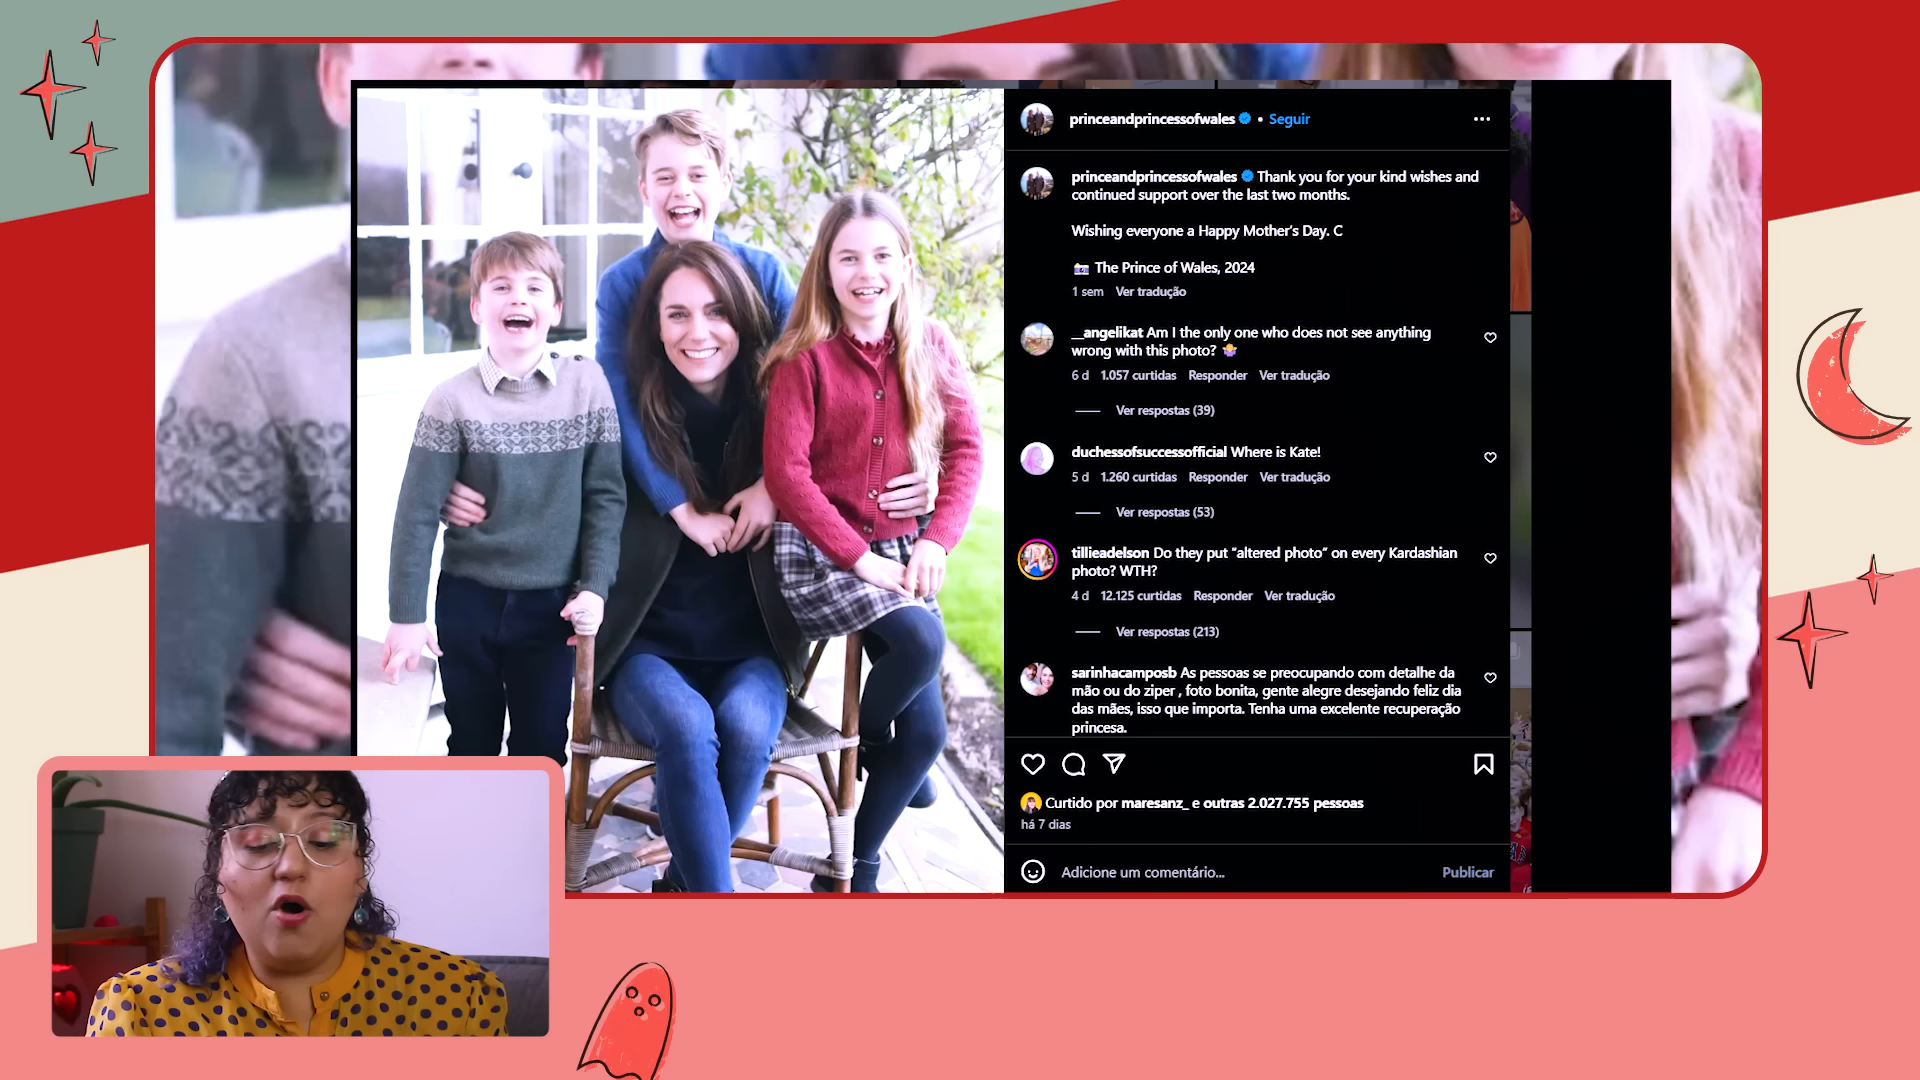 princeandprincessofwales • Seguir
princeandprincessofwales Thank you for your kind wishes and
continued support over the last two months.
Wishing everyone a Happy Mother's Day. C
📷 The Prince of Wales, 2024
1 sem Ver tradução
__angelikat Am I the only one who does not see anything
wrong with this photo? 🤷‍♀️
6 d 1.057 curtidas Responder Ver tradução
Ver respostas (39)
duchessofsuccessofficial Where is Kate!
5 d 1.260 curtidas Responder Ver tradução
Ver respostas (53)
tillieadelson Do they put “altered photo” on every Kardashian
photo? WTH?
4 d 12.125 curtidas Responder Ver tradução
Ver respostas (213)
sarinhacamposb As pessoas se preocupando com detalhe da
mão ou do ziper , foto bonita, gente alegre desejando feliz dia
das mães, isso que importa. Tenha uma excelente recuperação
princesa.
Curtido por maresanz_ e outras 2.027.755 pessoas
há 7 dias
Adicione um comentário... Publicar